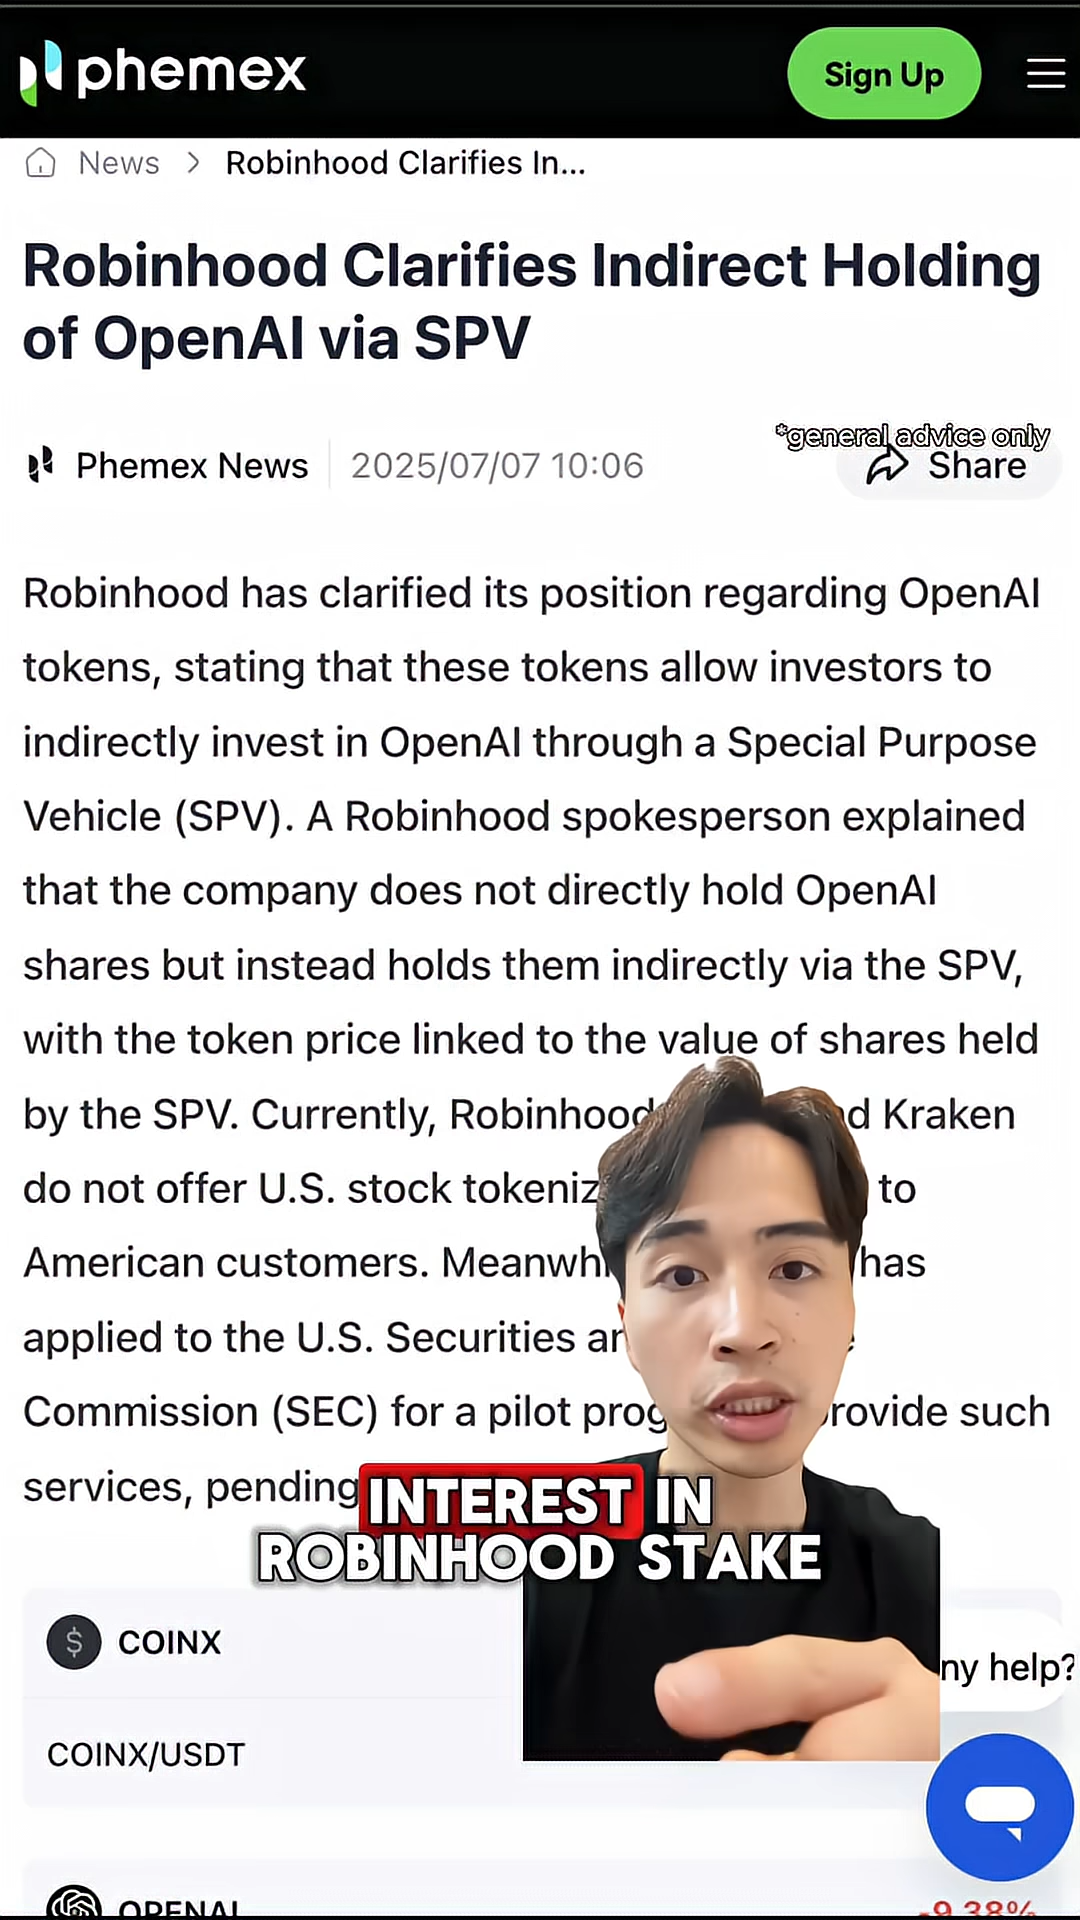 phemex
Sign Up
News > Robinhood Clarifies In...
Robinhood Clarifies Indirect Holding
of OpenAI via SPV
*general advice only
Phemex News
2025/07/07 10:06
Share
Robinhood has clarified its position regarding OpenAI
tokens, stating that these tokens allow investors to
indirectly invest in OpenAI through a Special Purpose
Vehicle (SPV). A Robinhood spokesperson explained
that the company does not directly hold OpenAI
shares but instead holds them indirectly via the SPV,
with the token price linked to the value of shares held
by the SPV. Currently, Robinhood Kraken
do not offer U.S. stock to
American customers. has
applied to the U.S. Securities
Commission (SEC) for a pilot such
services, pending
INTEREST IN
ROBINHOOD STAKE
COINX
ny help?
COINX/USDT
OPENAI
-9.38%